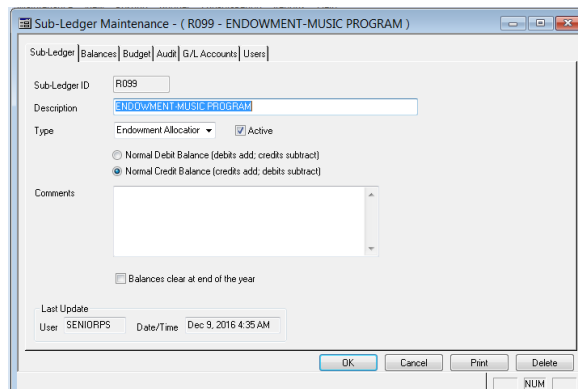 Sub-Ledger Maintenance - ( R099 - ENDOWMENT-MUSIC PROGRAM )
Sub-Ledger Balances Budget Audit G/L Accounts Users
Sub-Ledger ID R099
Description ENDOWMENT-MUSIC PROGRAM
Type Endowment Allocation Active
Normal Debit Balance (debits add; credits subtract)
Normal Credit Balance (credits add; debits subtract)
Comments
Balances clear at end of the year
Last Update
User SENIORPS Date/Time Dec 9, 2016 4:35 AM
OK Cancel Print Delete
NUM